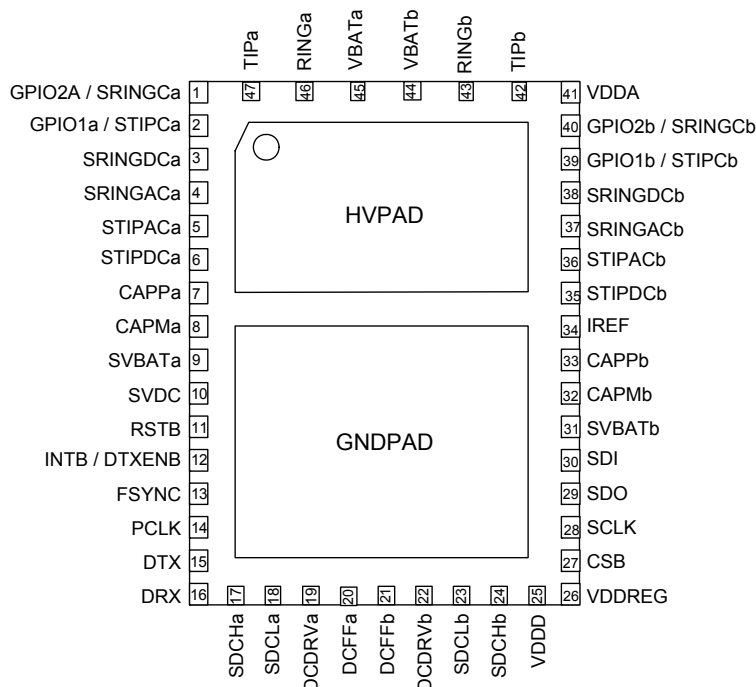 TIPa
RINGa
VBATa
VBATb
RINGb
TIPb
47
46
45
44
43
42
GPIO2A / SRINGCa 1
GPIO1a / STIPCa 2
SRINGDCa 3
SRINGACa 4
STIPACa 5
STIPDCa 6
CAPPa 7
CAPMa 8
SVBATa 9
SVDC 10
RSTB 11
INTB / DTXENB 12
FSYNC 13
PCLK 14
DTX 15
DRX 16
HVPAD
GNDPAD
41 VDDA
40 GPIO2b / SRINGCb
39 GPIO1b / STIPCb
38 SRINGDCb
37 SRINGACb
36 STIPACb
35 STIPDCb
34 IREF
33 CAPPb
32 CAPMb
31 SVBATb
30 SDI
29 SDO
28 SCLK
27 CSB
26 VDDREG
17
18
19
20
21
22
23
24
25
SDCHa
SDCLa
DCDRVa
DCFFa
DCFFb
DCDRVb
SDCLb
SDCHb
VDDD